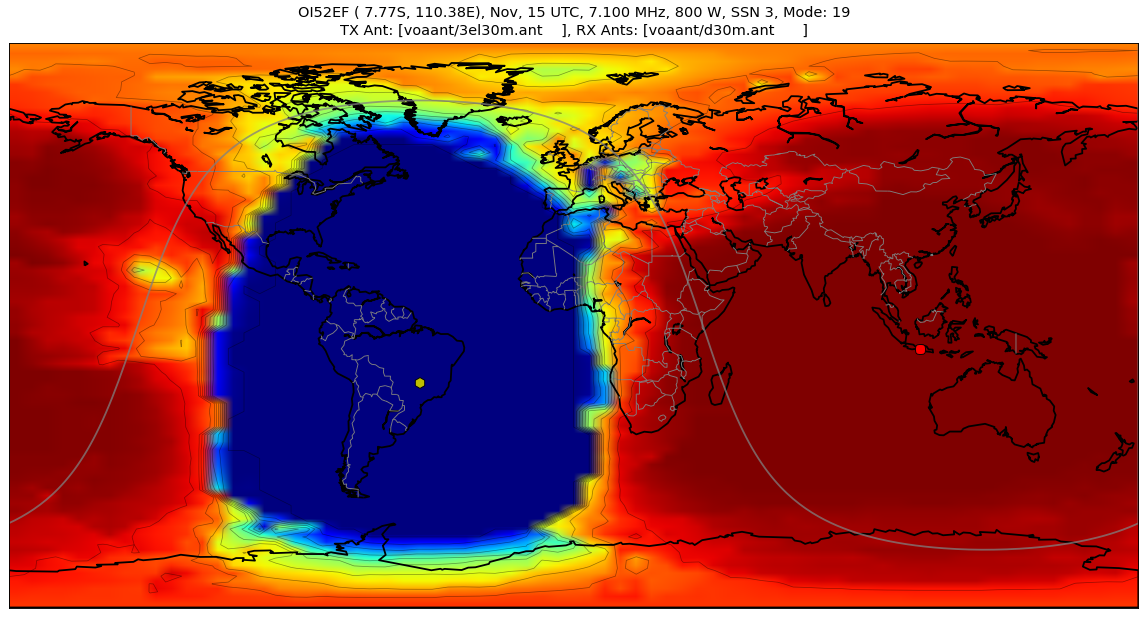 OI52EF ( 7.77S, 110.38E), Nov, 15 UTC, 7.100 MHz, 800 W, SSN 3, Mode: 19
TX Ant: [voaant/3el30m.ant    ], RX Ants: [voaant/d30m.ant      ]